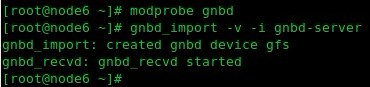 [root@node6 ~]# modprobe gnbd
[root@node6 ~]# gnbd_import -v -i gnbd-server
gnbd_import: created gnbd device gfs
gnbd_recvd: gnbd_recvd started
[root@node6 ~]#